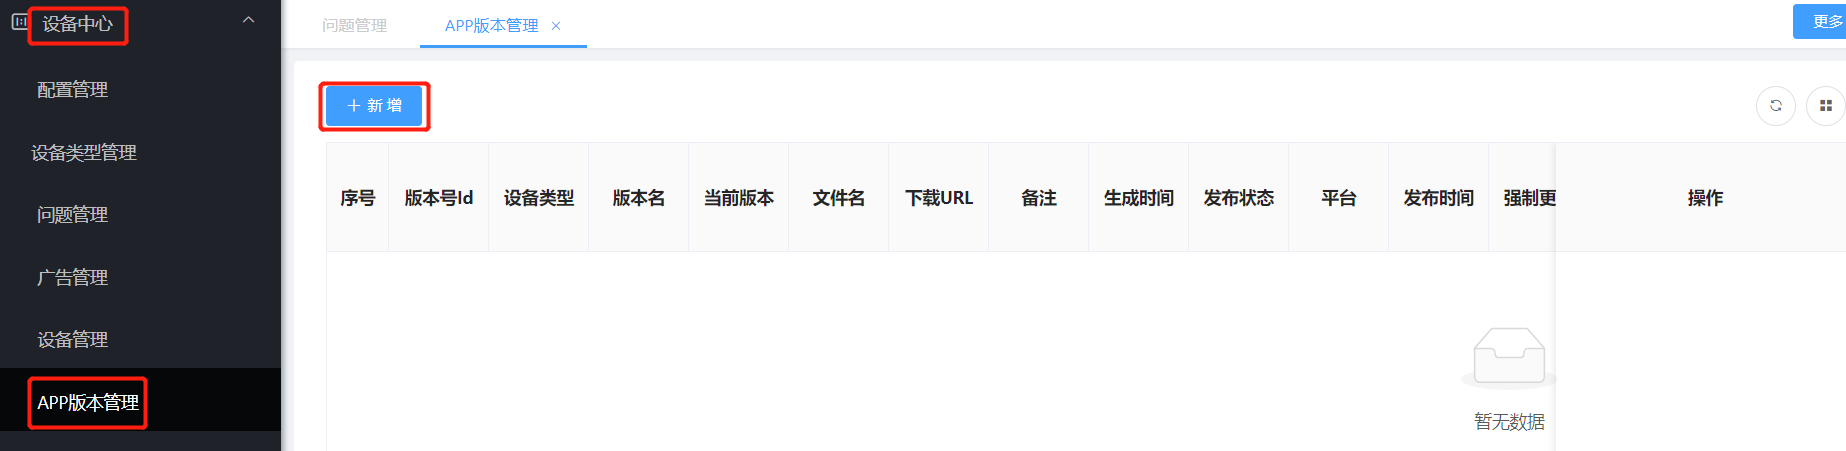 设备中心
配置管理
设备类型管理
问题管理
广告管理
设备管理
APP版本管理
问题管理 APP版本管理 ×
更多
+ 新增
序号 版本号Id 设备类型 版本名 当前版本 文件名 下载URL 备注 生成时间 发布状态 平台 发布时间 强制更 操作
暂无数据